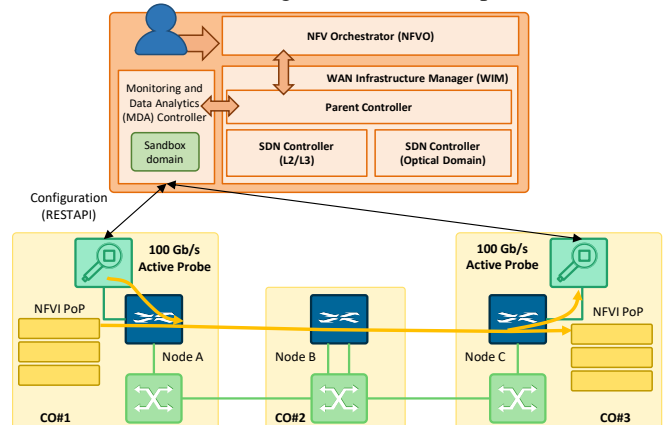 NFV Orchestrator (NFVO)
WAN Infrastructure Manager (WIM)
Monitoring and
Data Analytics
(MDA) Controller
Parent Controller
Sandbox
domain
SDN Controller
(L2/L3)
SDN Controller
(Optical Domain)
Configuration
(RESTAPI)
100 Gb/s
Active Probe
100 Gb/s
Active Probe
NFVI PoP
NFVI PoP
Node A
Node B
Node C
CO#1
CO#2
CO#3